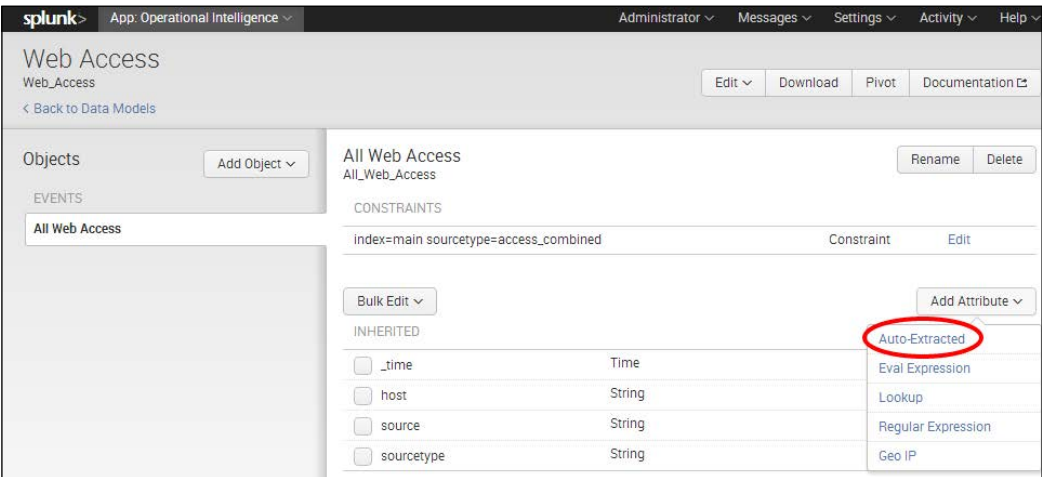 splunk> App: Operational Intelligence Administrator Messages Settings Activity Help
Web Access
Web_Access
< Back to Data Models
Edit Download Pivot Documentation
Objects
Add Object
EVENTS
All Web Access
All Web Access
All_Web_Access
Rename Delete
CONSTRAINTS
index=main sourcetype=access_combined Constraint Edit
Bulk Edit Add Attribute
INHERITED
_time Time
host String
source String
sourcetype String
Auto-Extracted
Eval Expression
Lookup
Regular Expression
Geo IP